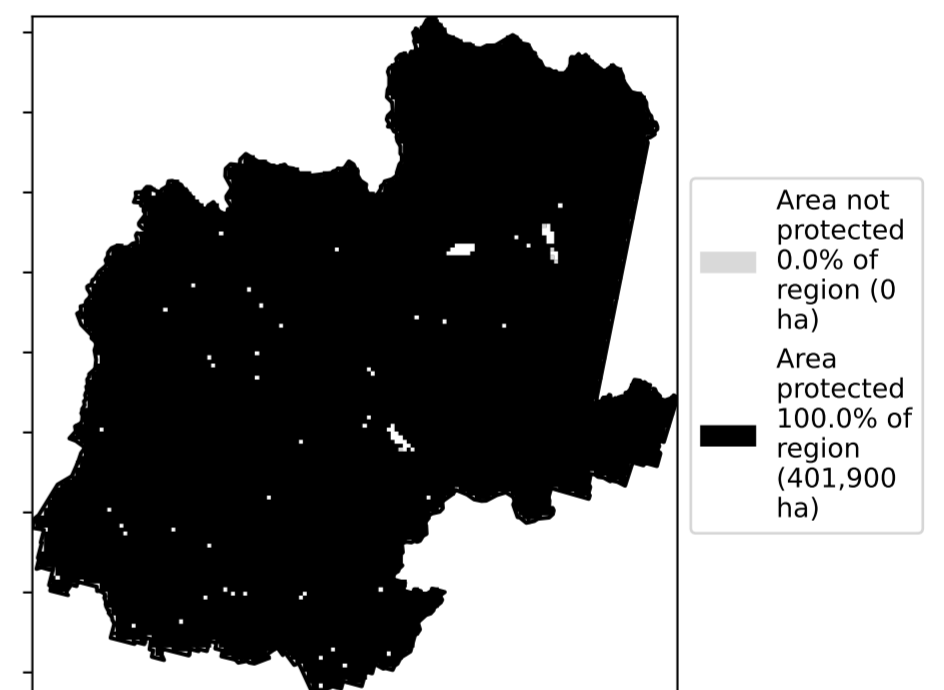 Area not
protected
0.0% of
region (0
ha)
Area
protected
100.0% of
region
(401,900
ha)